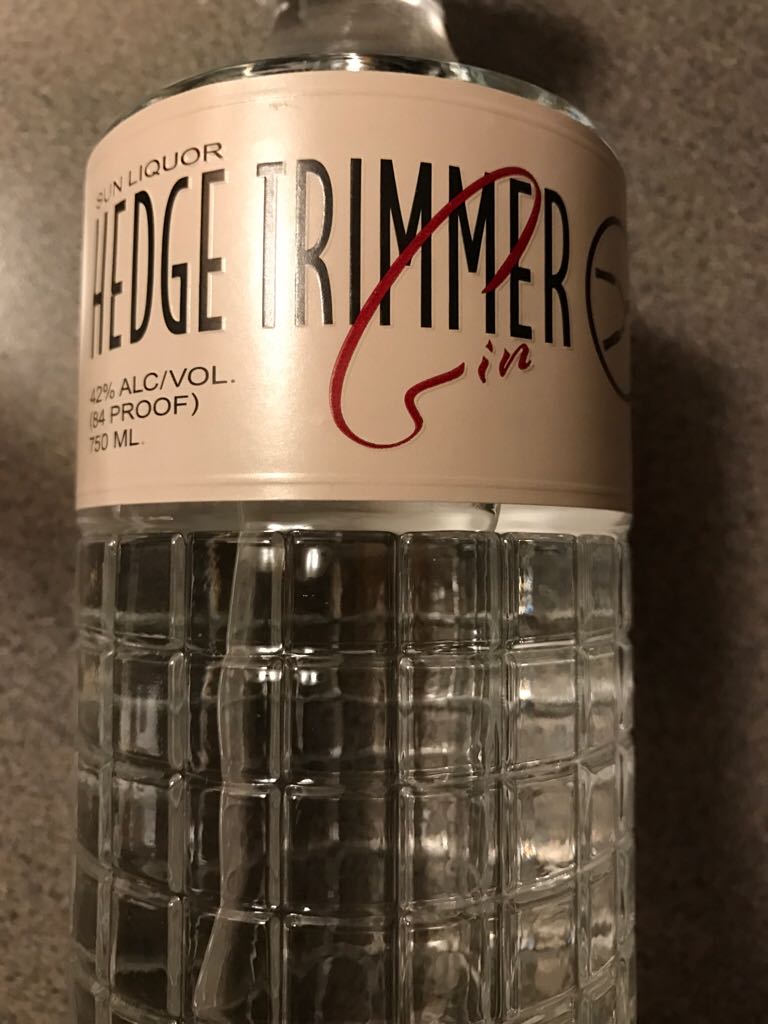 SUN LIQUOR
HEDGE TRIMMER
Gin
42% ALC/VOL.
(84 PROOF)
750 ML.